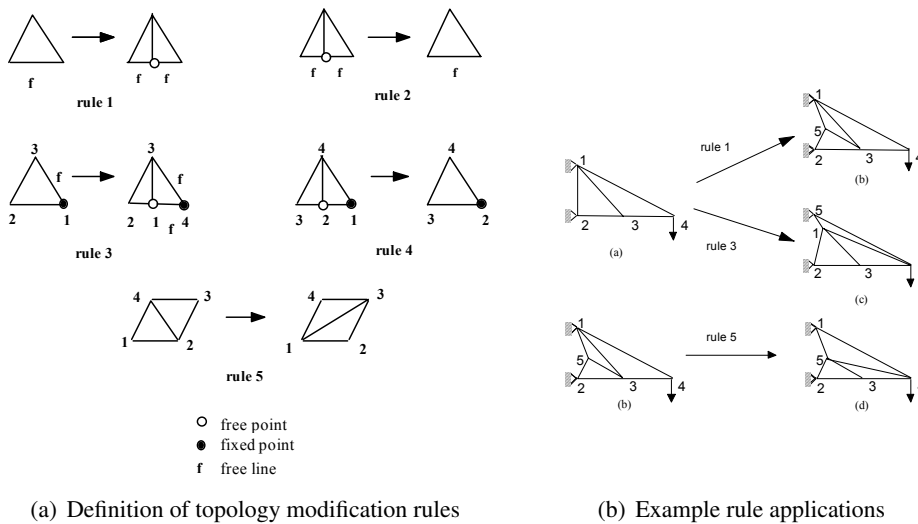 f
f f
rule 1
f f
f
rule 2
3
f
2 1
3
f
2 1 4
f
rule 3
4
3 2 1
4
3 2
rule 4
4 3
1 2
4 3
1 2
rule 5
free point
fixed point
f free line
(a) Definition of topology modification rules
1
2 3 4
(a)
rule 1
rule 3
1
5
2 3 4
(b)
5
1
2 3
(c)
1
5
2 3 4
(b)
rule 5
1
5
2 3
(d)
(b) Example rule applications